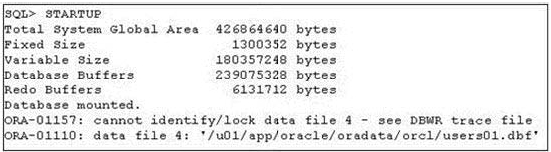 SQL> STARTUP
Total System Global Area  426864640 bytes
Fixed Size                  1300352 bytes
Variable Size             180357248 bytes
Database Buffers          239075328 bytes
Redo Buffers                6131712 bytes
Database mounted.
ORA-01157: cannot identify/lock data file 4 - see DBWR trace file
ORA-01110: data file 4: '/u01/app/oracle/oradata/orcl/users01.dbf'